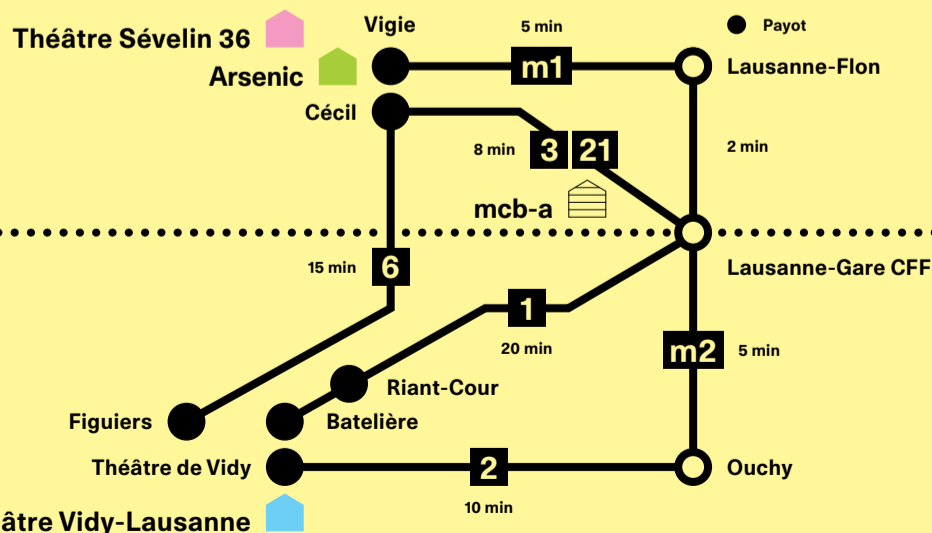 Vigie
5 min
Payot
Théâtre Sévelin 36
m1
Lausanne-Flon
Arsenic
Cécil
8 min
3
21
2 min
mcb-a
15 min
6
Lausanne-Gare CFF
1
20 min
m2
5 min
Riant-Cour
Figuiers
Batelière
Théâtre de Vidy
2
Ouchy
10 min
âtre Vidy-Lausanne